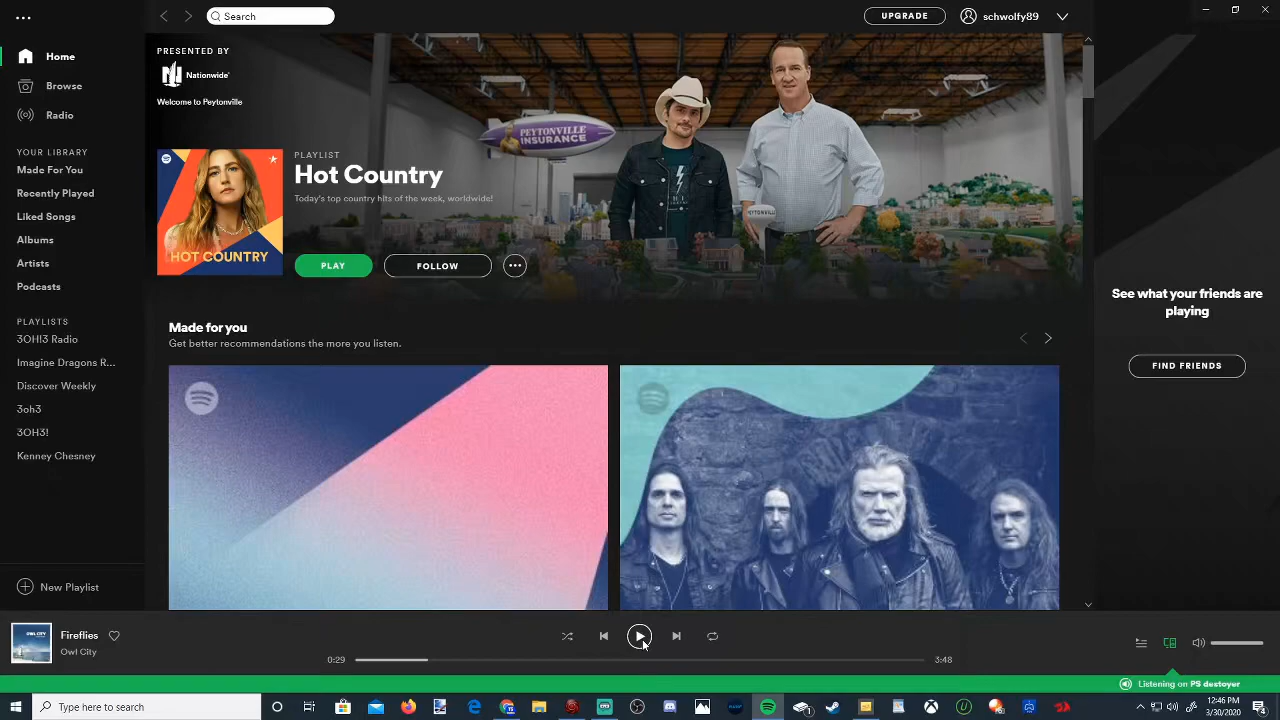 Search
UPGRADE
schwolfy89
Home
Browse
Radio
YOUR LIBRARY
Made For You
Recently Played
Liked Songs
Albums
Artists
Podcasts
PLAYLISTS
3OH!3 Radio
Imagine Dragons R...
Discover Weekly
3oh3
3OH3!
Kenney Chesney
New Playlist
PRESENTED BY
Nationwide
Welcome to Peytonville
PEYTONVILLE
INSURANCE
PEYTONVILLE
HOT COUNTRY
PLAYLIST
Hot Country
Today's top country hits of the week, worldwide!
PLAY
FOLLOW
Made for you
Get better recommendations the more you listen.
See what your friends are
playing
FIND FRIENDS
OWL CITY
Fireflies
Owl City
0:29
3:48
Listening on PS destoyer
Type here to search
12:46 PM
3/30/2020